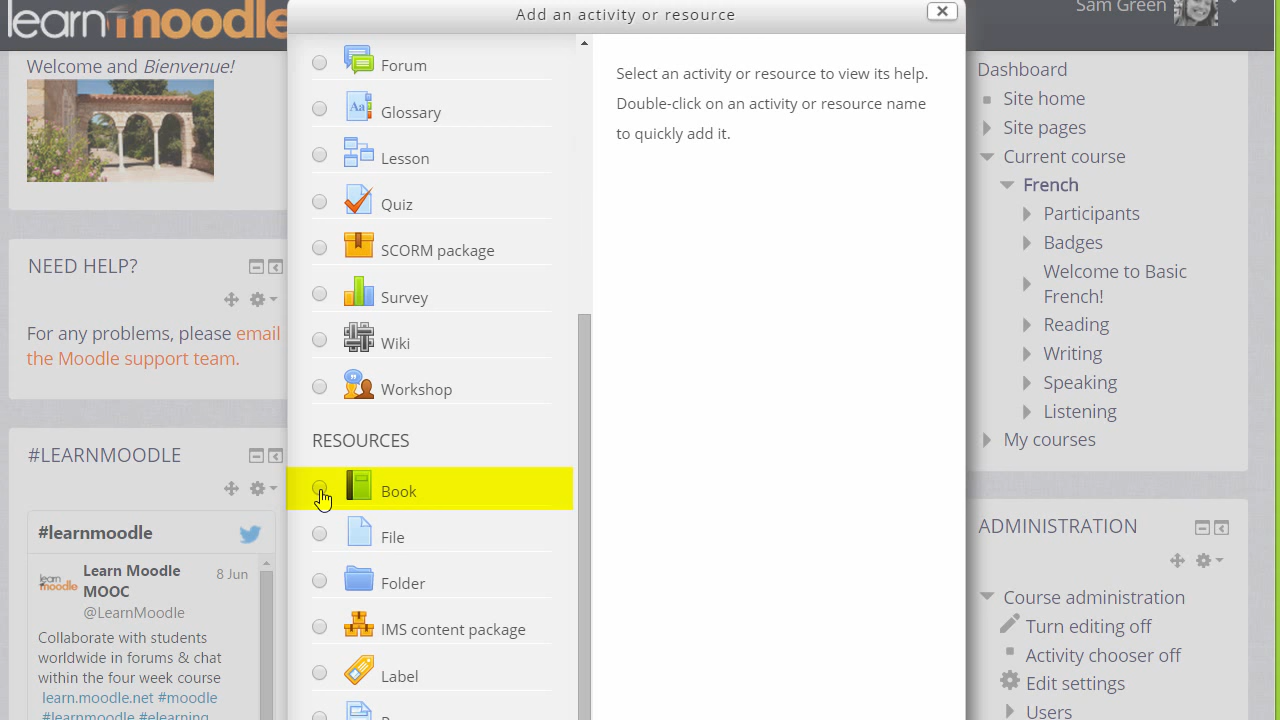 learn moodle
Add an activity or resource
Sam Green
Welcome and Bienvenue!
NEED HELP?
For any problems, please email
the Moodle support team.
#LEARNMOODLE
#learnmoodle
learn
moodle
Learn Moodle
MOOC
8 Jun
@LearnMoodle
Collaborate with students
worldwide in forums & chat
within the four week course
learn.moodle.net #moodle
#learnmoodle #elearning
Forum
Aa
Glossary
Lesson
Quiz
SCORM package
Survey
Wiki
Workshop
RESOURCES
Book
File
Folder
IMS content package
Label
Select an activity or resource to view its help.
Double-click on an activity or resource name
to quickly add it.
Dashboard
Site home
Site pages
Current course
French
Participants
Badges
Welcome to Basic
French!
Reading
Writing
Speaking
Listening
My courses
ADMINISTRATION
Course administration
Turn editing off
Activity chooser off
Edit settings
Users